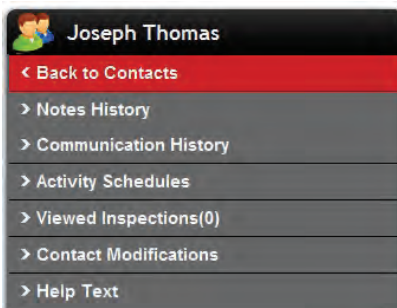 Joseph Thomas
< Back to Contacts
> Notes History
> Communication History
> Activity Schedules
> Viewed Inspections(0)
> Contact Modifications
> Help Text